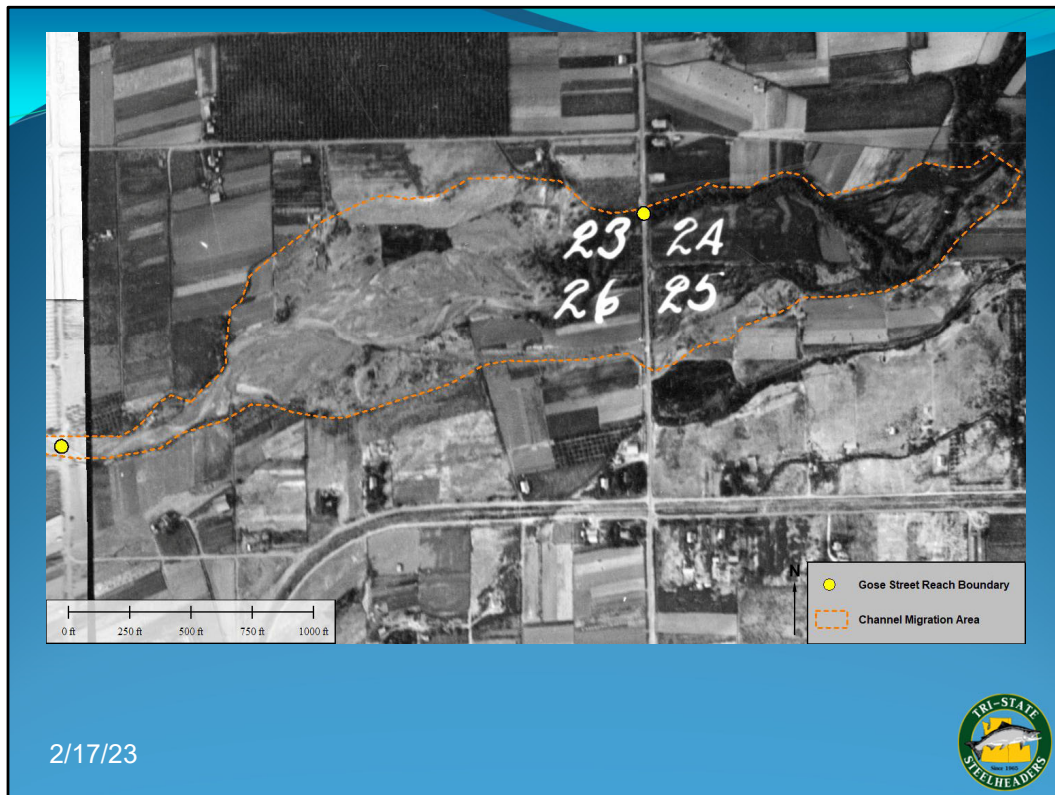 23 24
26 25
N
Gose Street Reach Boundary
Channel Migration Area
0 ft 250 ft 500 ft 750 ft 1000 ft
2/17/23
TRI-STATE
Since 1965
STEELHEADERS